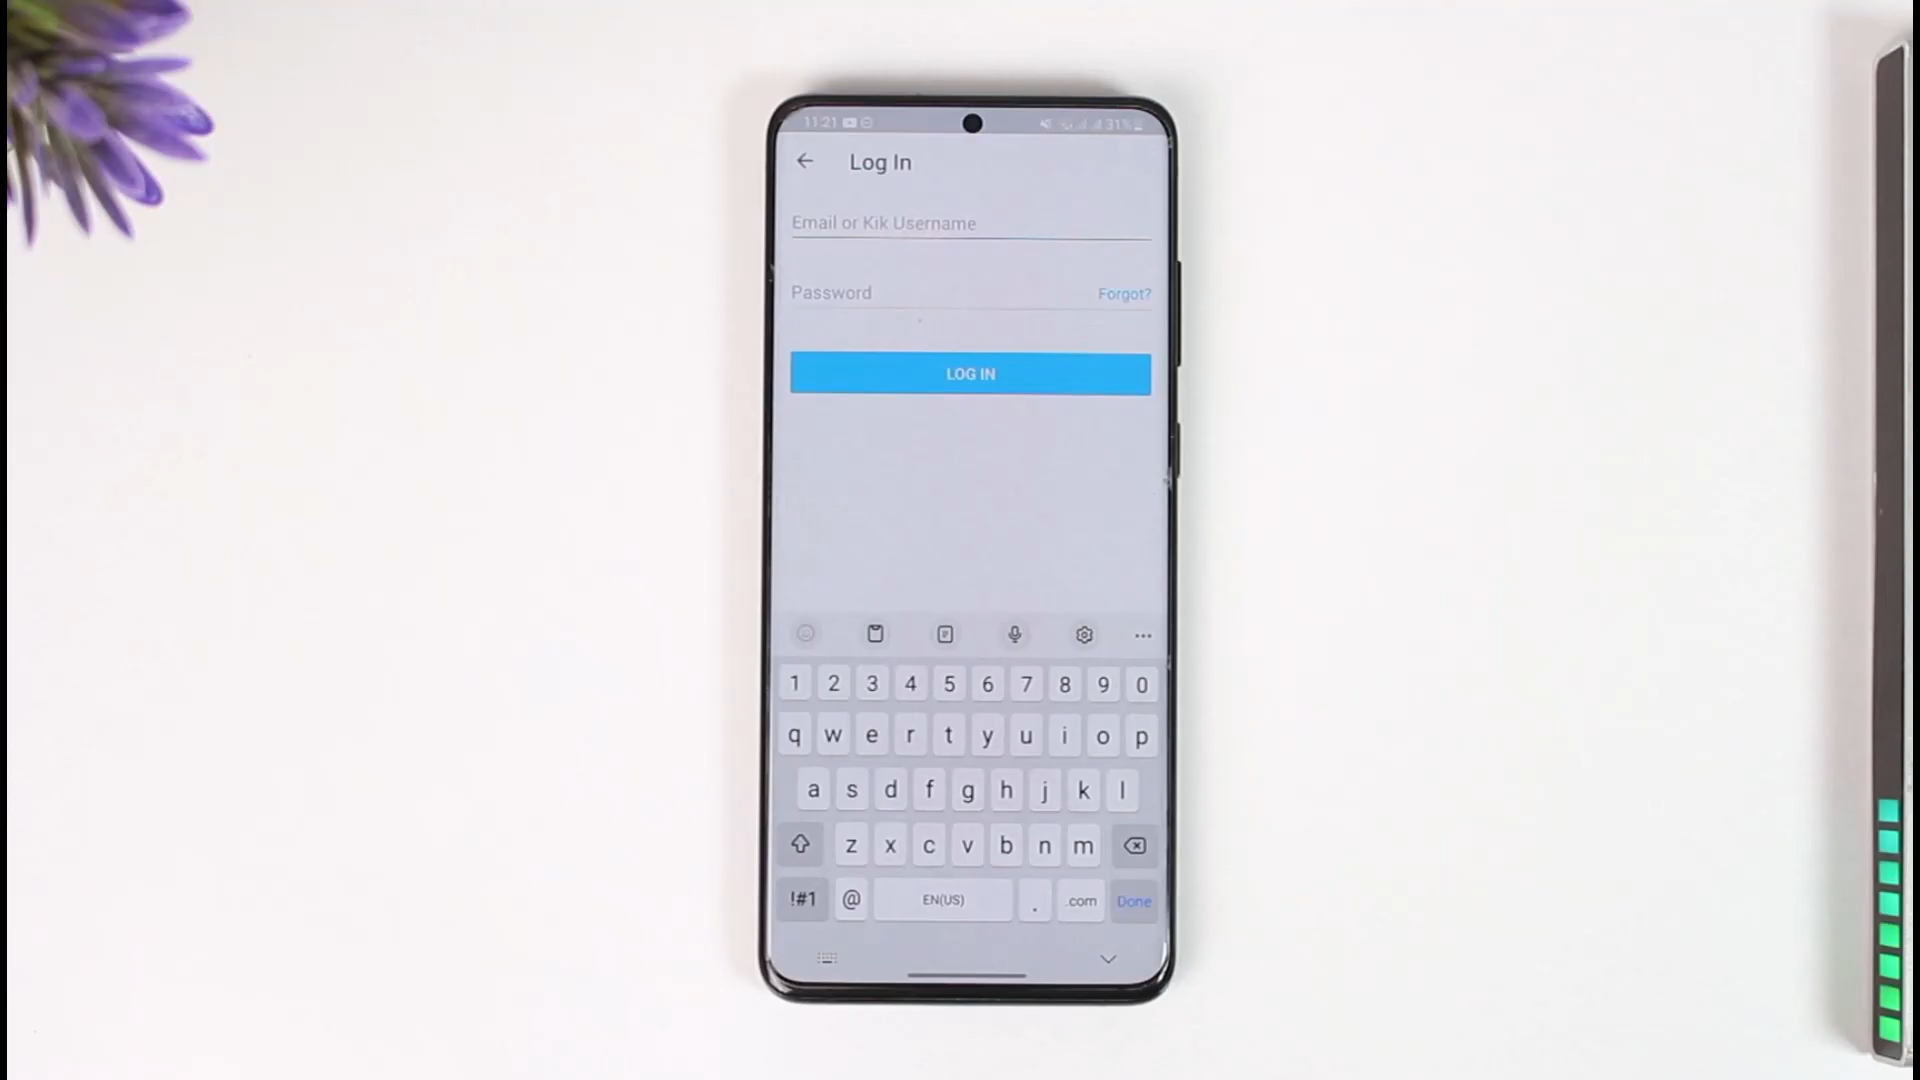 11:21 31%
Log In
Email or Kik Username
Password Forgot?
LOG IN
1 2 3 4 5 6 7 8 9 0
q w e r t y u i o p
a s d f g h j k l
z x c v b n m
!#1 @ EN(US) . .com Done